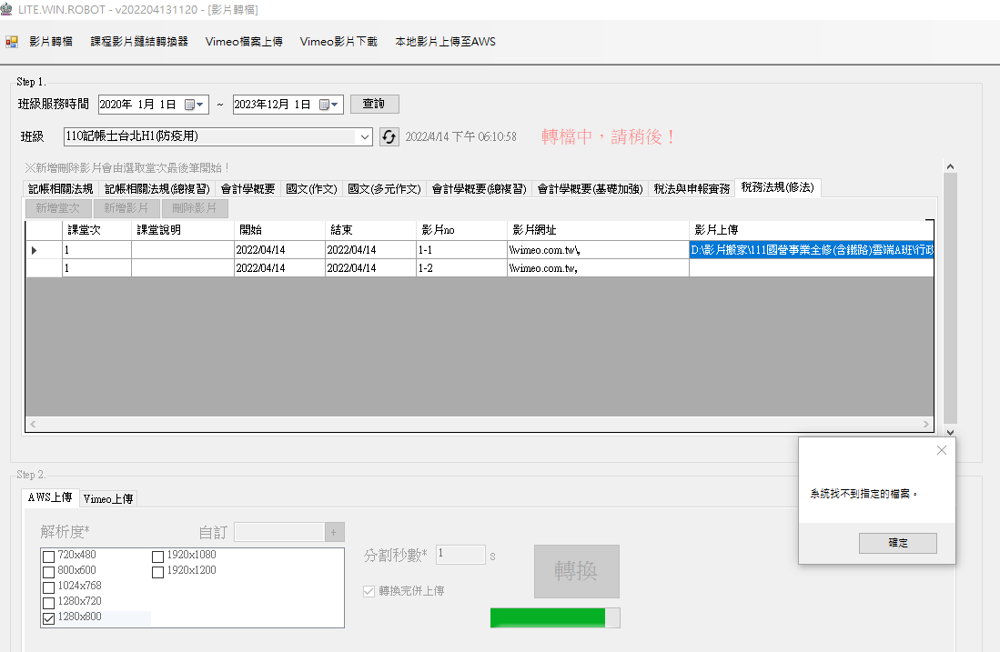 LITE.WIN.ROBOT - v202204131120 - [影片轉檔]
影片轉檔 課程影片鏈結轉換器 Vimeo檔案上傳 Vimeo影片下載 本地影片上傳至AWS
Step 1.
班級服務時間 2020年 1月 1日 ~ 2023年12月 1日 查詢
班級 110記帳士台北H1(防疫用) 2022/4/14 下午 06:10:58 轉檔中，請稍後！
※新增刪除影片會由選取堂次最後筆開始！
記帳相關法規 記帳相關法規(總複習) 會計學概要 國文(作文) 國文(多元作文) 會計學概要(總複習) 會計學概要(基礎加強) 稅法與申報實務 稅務法規(修法)
新增堂次 新增影片 刪除影片
課堂次 課堂說明 開始 結束 影片no 影片網址 影片上傳
1 2022/04/14 2022/04/14 1-1 \\vimeo.com.tw\, D:\影片搬家\111國營事業全修(含鐵路)雲端A班\行政
1 2022/04/14 2022/04/14 1-2 \\vimeo.com.tw,
系統找不到指定的檔案。
確定
Step 2.
AWS上傳 Vimeo上傳
解析度* 自訂 +
720x480 1920x1080
800x600 1920x1200
1024x768
1280x720
1280x800
分割秒數* 1 s
轉換完併上傳
轉換